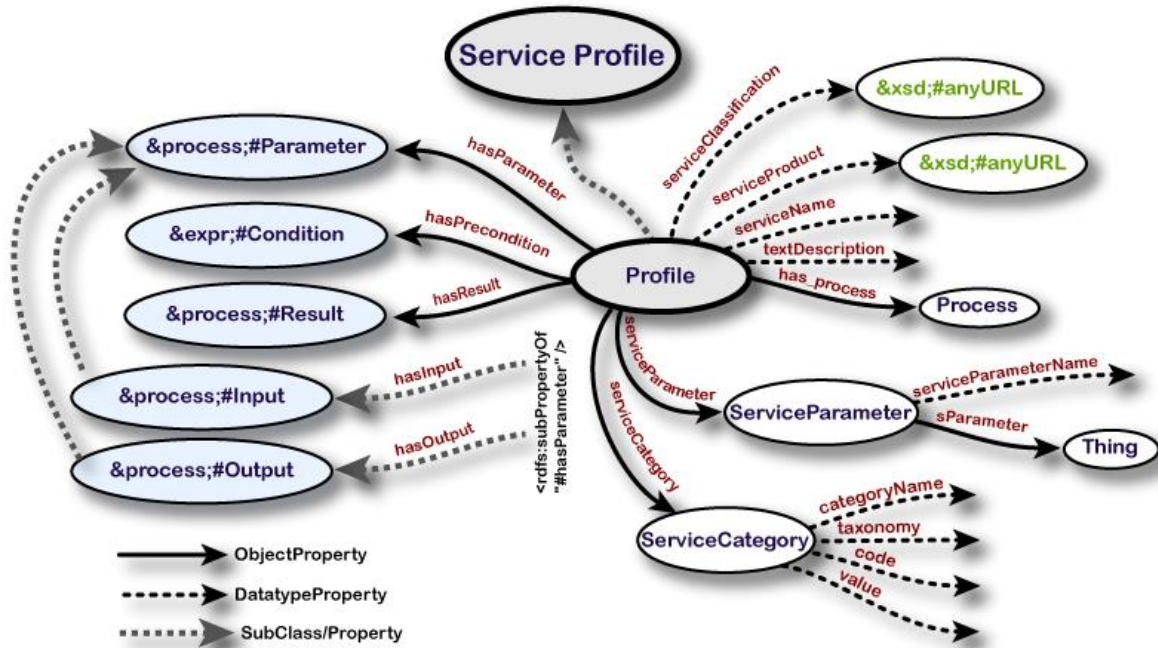 Service Profile
&process;#Parameter
&expr;#Condition
&process;#Result
&process;#Input
&process;#Output
hasParameter
hasPrecondition
hasResult
hasInput
hasOutput
<rdfs:subPropertyOf
"#hasParameter" />
Profile
serviceClassification
&xsd;#anyURL
serviceProduct
&xsd;#anyURL
serviceName
textDescription
has_process
Process
serviceParameter
ServiceParameter
serviceParameterName
sParameter
Thing
serviceCategory
ServiceCategory
categoryName
taxonomy
code
value
ObjectProperty
DatatypeProperty
SubClass/Property